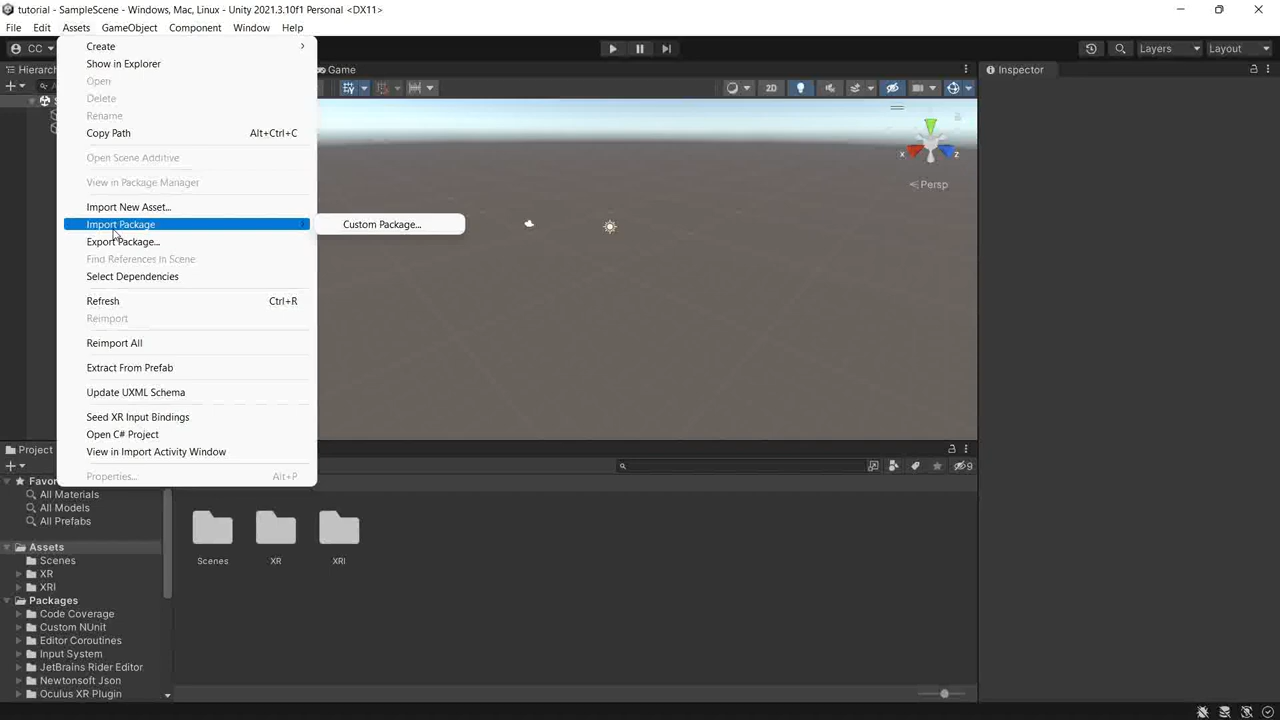 tutorial - SampleScene - Windows, Mac, Linux - Unity 2021.3.10f1 Personal <DX11>
File Edit Assets GameObject Component Window Help
CC
Layers
Layout
Hierarch
Game
Inspector
2D
Create
Show in Explorer
Open
Delete
Rename
Copy Path Alt+Ctrl+C
Open Scene Additive
View in Package Manager
Import New Asset...
Import Package
Custom Package...
Export Package...
Find References In Scene
Select Dependencies
Refresh Ctrl+R
Reimport
Reimport All
Extract From Prefab
Update UXML Schema
Seed XR Input Bindings
Open C# Project
View in Import Activity Window
Properties... Alt+P
x
z
Persp
Project
9
Favor
All Materials
All Models
All Prefabs
Assets
Scenes
XR
XRI
Packages
Code Coverage
Custom NUnit
Editor Coroutines
Input System
JetBrains Rider Editor
Newtonsoft Json
Oculus XR Plugin
Scenes
XR
XRI